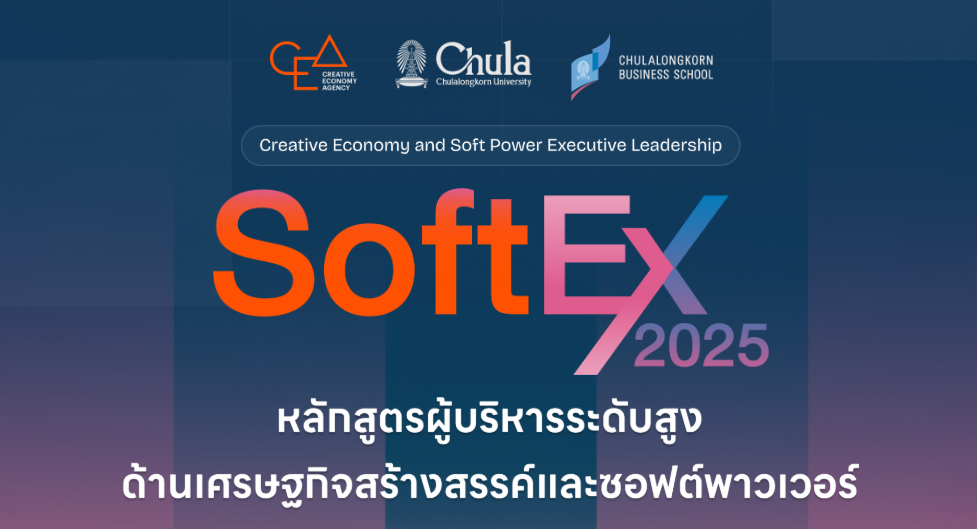 CEA
CREATIVE
ECONOMY
AGENCY
Chula
Chulalongkorn University
CHULALONGKORN
BUSINESS SCHOOL
Creative Economy and Soft Power Executive Leadership
SoftEX
2025
หลักสูตรผู้บริหารระดับสูง
ด้านเศรษฐกิจสร้างสรรค์และซอฟต์พาวเวอร์